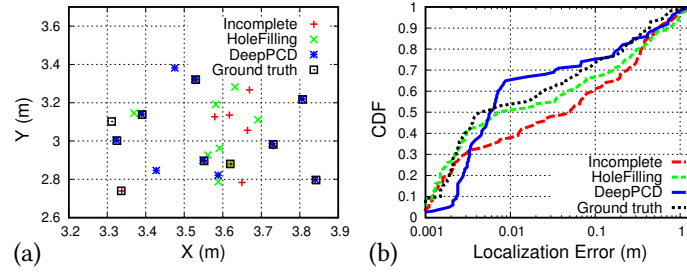 3.6
3.4
3.2
3
2.8
2.6
Y (m)
3.2 3.3 3.4 3.5 3.6 3.7 3.8 3.9
X (m)
Incomplete
HoleFilling
DeepPCD
Ground truth
(a)
1
0.9
0.8
0.7
0.6
0.5
0.4
0.3
0.2
0.1
0
CDF
0.001 0.01 0.1 1
Localization Error (m)
Incomplete
HoleFilling
DeepPCD
Ground truth
(b)